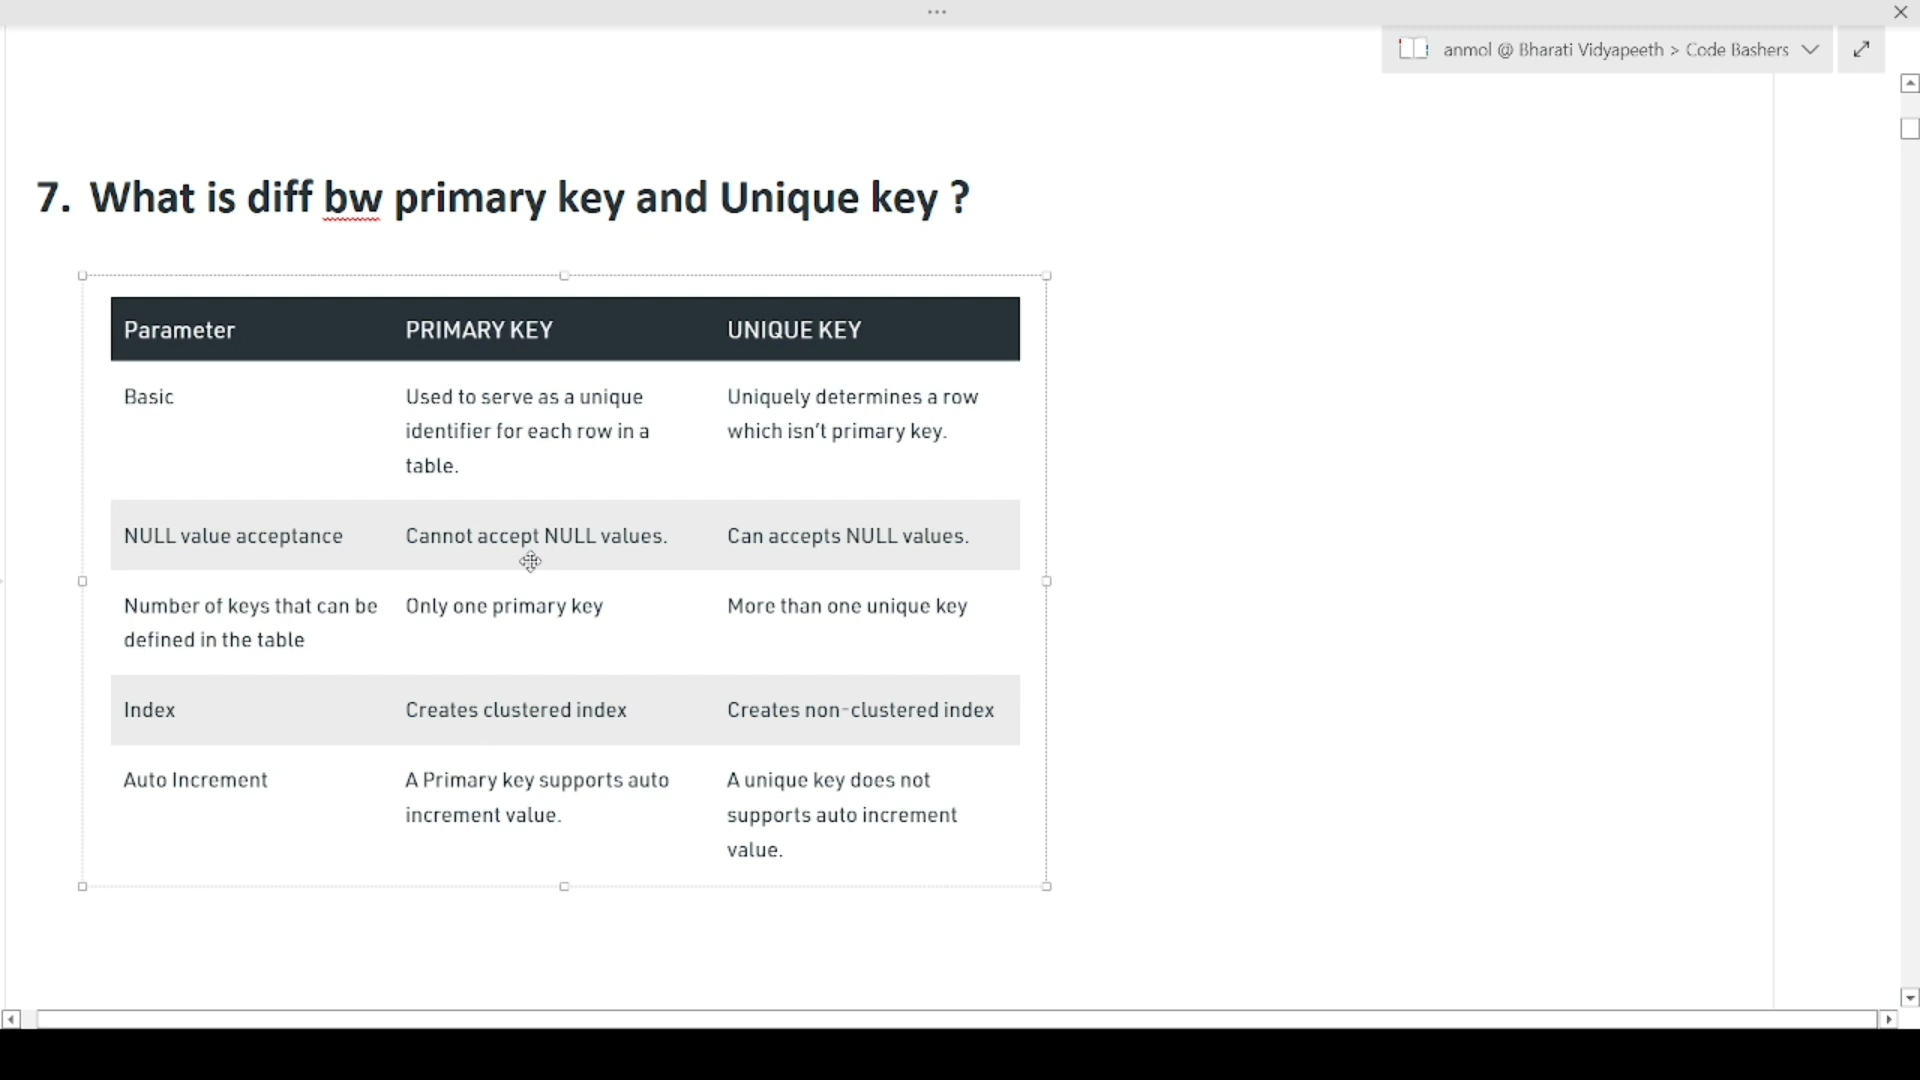 ...
anmol @ Bharati Vidyapeeth > Code Bashers
7. What is diff bw primary key and Unique key ?
Parameter PRIMARY KEY UNIQUE KEY
Basic Used to serve as a unique Uniquely determines a row
identifier for each row in a which isn't primary key.
table.
NULL value acceptance Cannot accept NULL values. Can accepts NULL values.
Number of keys that can be Only one primary key More than one unique key
defined in the table
Index Creates clustered index Creates non-clustered index
Auto Increment A Primary key supports auto A unique key does not
increment value. supports auto increment
value.